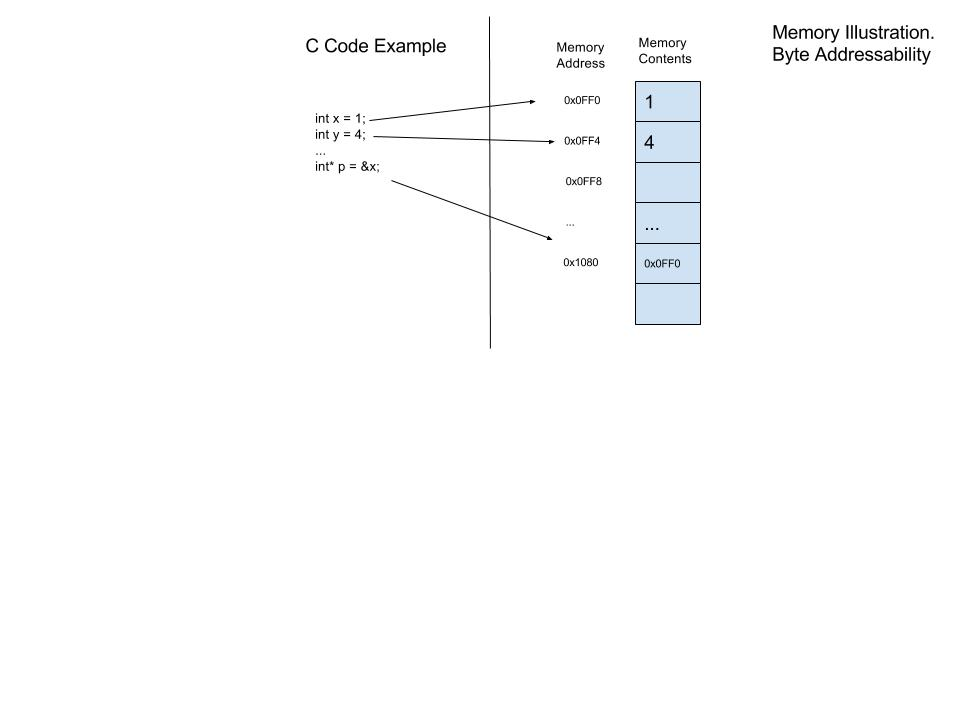 C Code Example
int x = 1;
int y = 4;
...
int* p = &x;
Memory
Address
0x0FF0
0x0FF4
0x0FF8
...
0x1080
Memory
Contents
1
4
...
0x0FF0
Memory Illustration.
Byte Addressability